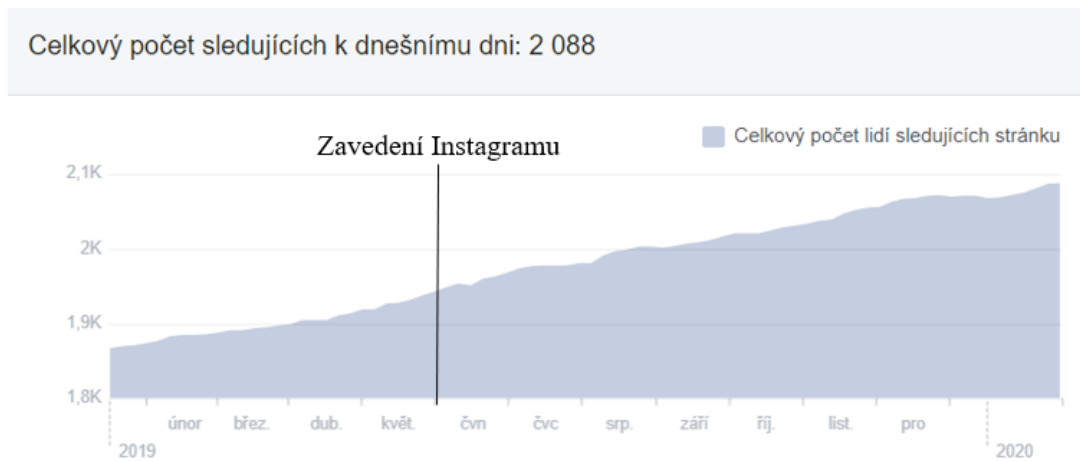 Celkový počet sledujících k dnešnímu dni: 2 088
Zavedení Instagramu
Celkový počet lidí sledujících stránku
2,1K
2K
1,9K
1,8K
únor břez. dub. květ. čvn čvc srp. září říj. list. pro
2019 2020